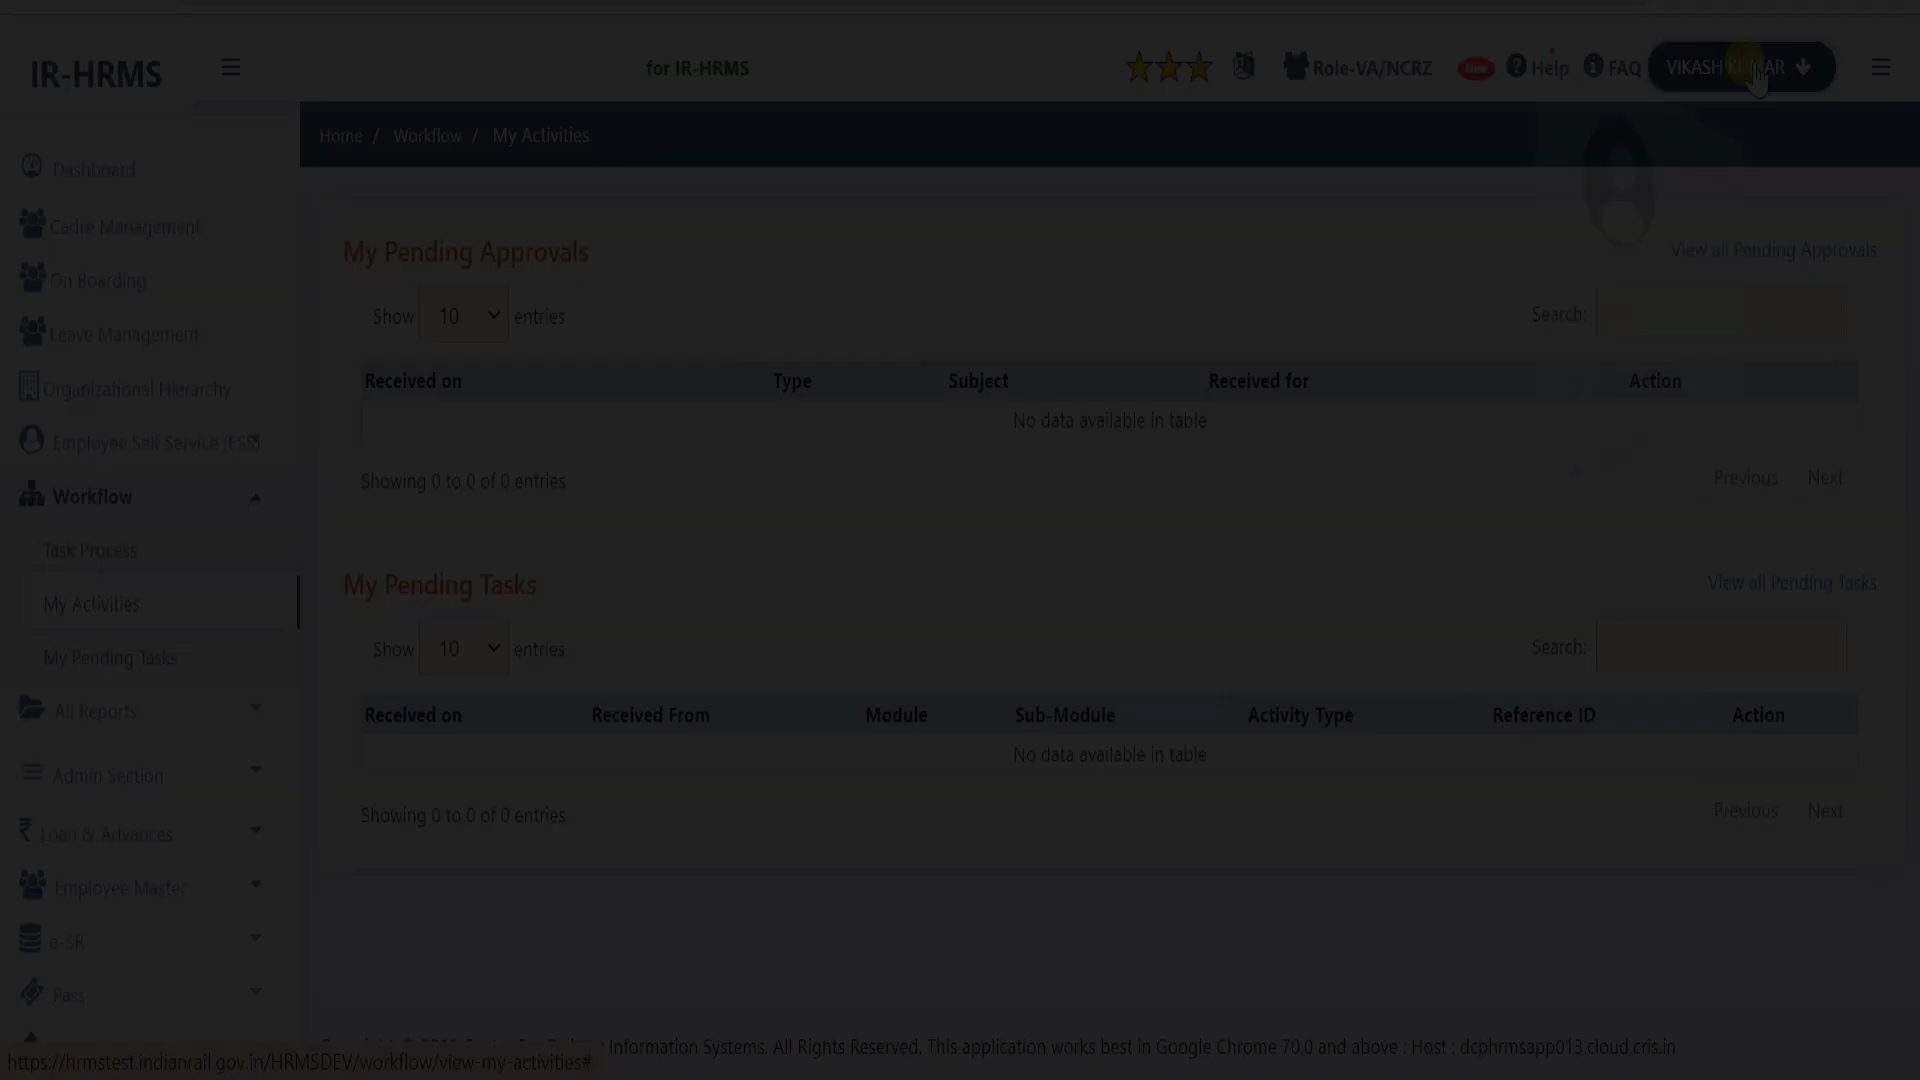 IR-HRMS
for IR-HRMS
Role-VA/NCRZ
New
Help
FAQ
VIKASH KUMAR
Home / Workflow / My Activities
Dashboard
Cadre Management
On Boarding
Leave Management
Organizational Hierarchy
Employee Self Service (ESS)
Workflow
Task Process
My Activities
My Pending Tasks
All Reports
Admin Section
₹ Loan & Advances
Employee Master
e-SR
Pass
My Pending Approvals
View all Pending Approvals
Show 10 entries
Search:
Received on Type Subject Received for Action
No data available in table
Showing 0 to 0 of 0 entries
Previous Next
My Pending Tasks
View all Pending Tasks
Show 10 entries
Search:
Received on Received From Module Sub-Module Activity Type Reference ID Action
No data available in table
Showing 0 to 0 of 0 entries
Previous Next
Information Systems. All Rights Reserved. This application works best in Google Chrome 70.0 and above : Host : dcphrmsapp013.cloud.cris.in
https://hrmstest.indianrail.gov.in/HRMSDEV/workflow/view-my-activities#